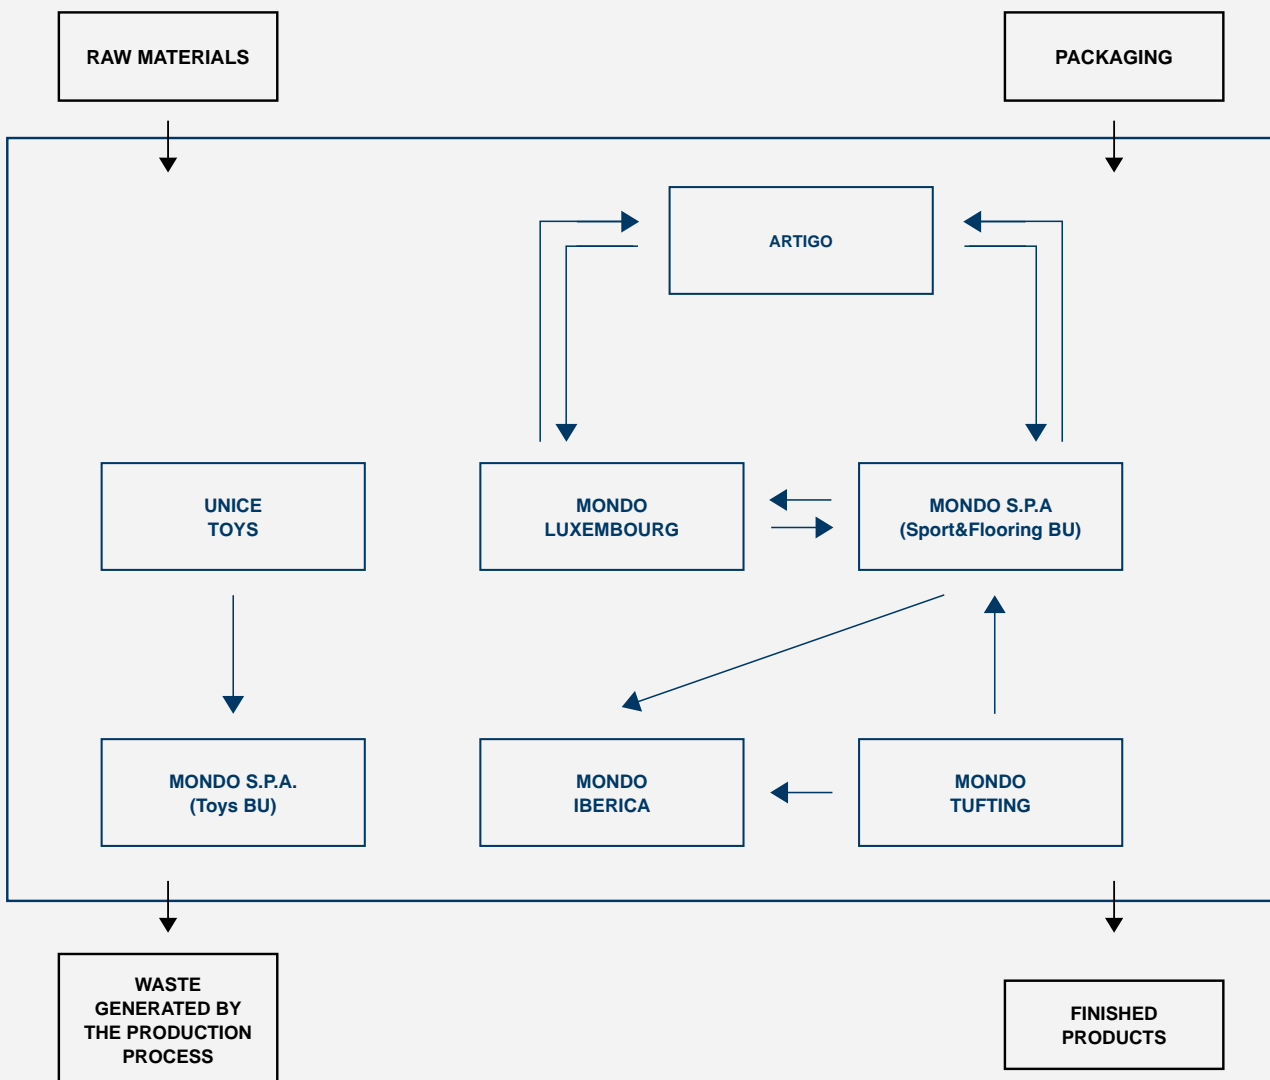 RAW MATERIALS
PACKAGING
ARTIGO
UNICE
TOYS
MONDO
LUXEMBOURG
MONDO S.P.A
(Sport&Flooring BU)
MONDO S.P.A.
(Toys BU)
MONDO
IBERICA
MONDO
TUFTING
WASTE
GENERATED BY
THE PRODUCTION
PROCESS
FINISHED
PRODUCTS